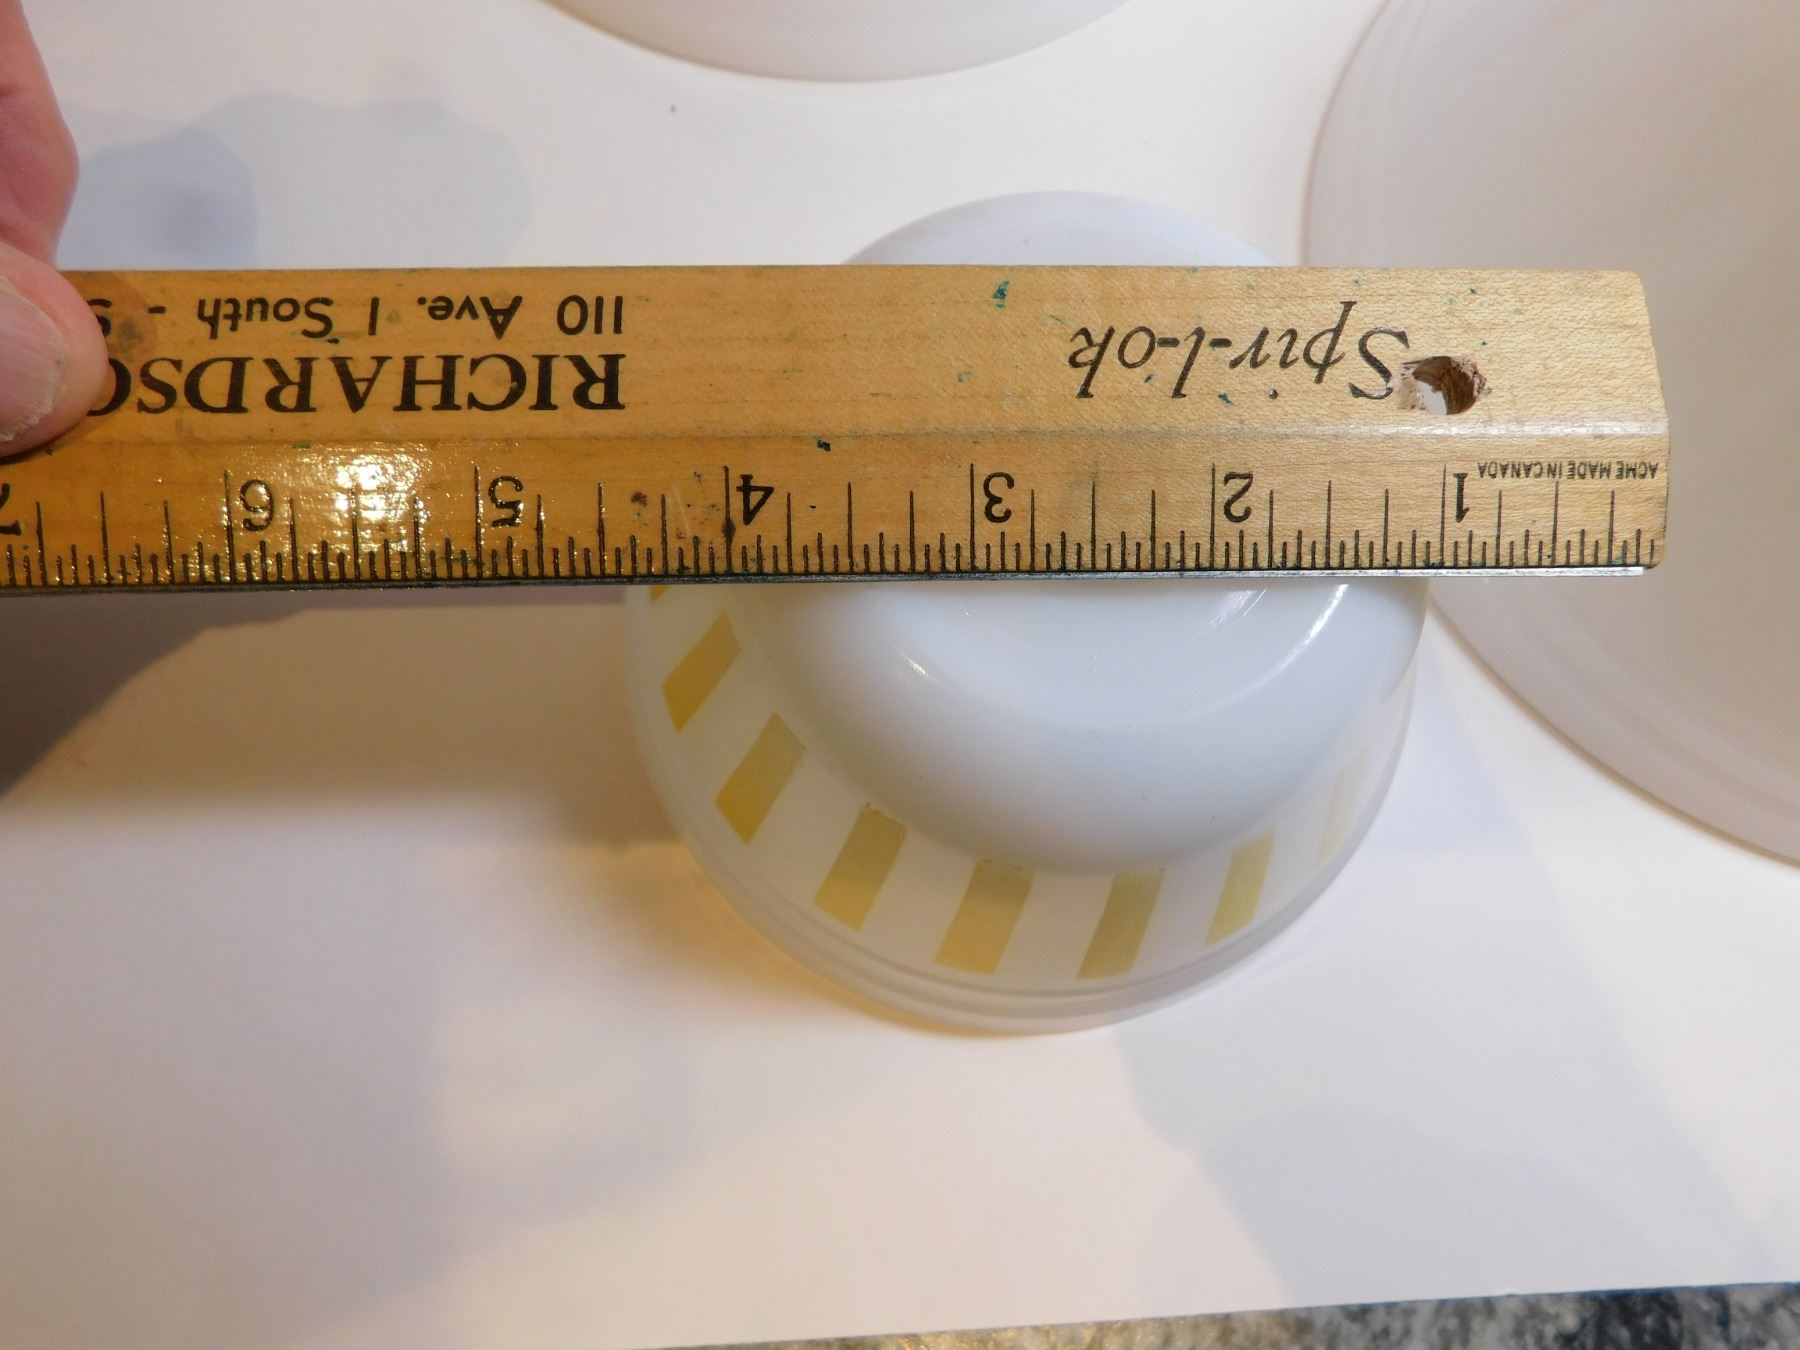 ACME MADE IN CANADA
1 2 3 4 5 6 7
Spir-l-ok
RICHARDSO
110 Ave. 1 South -